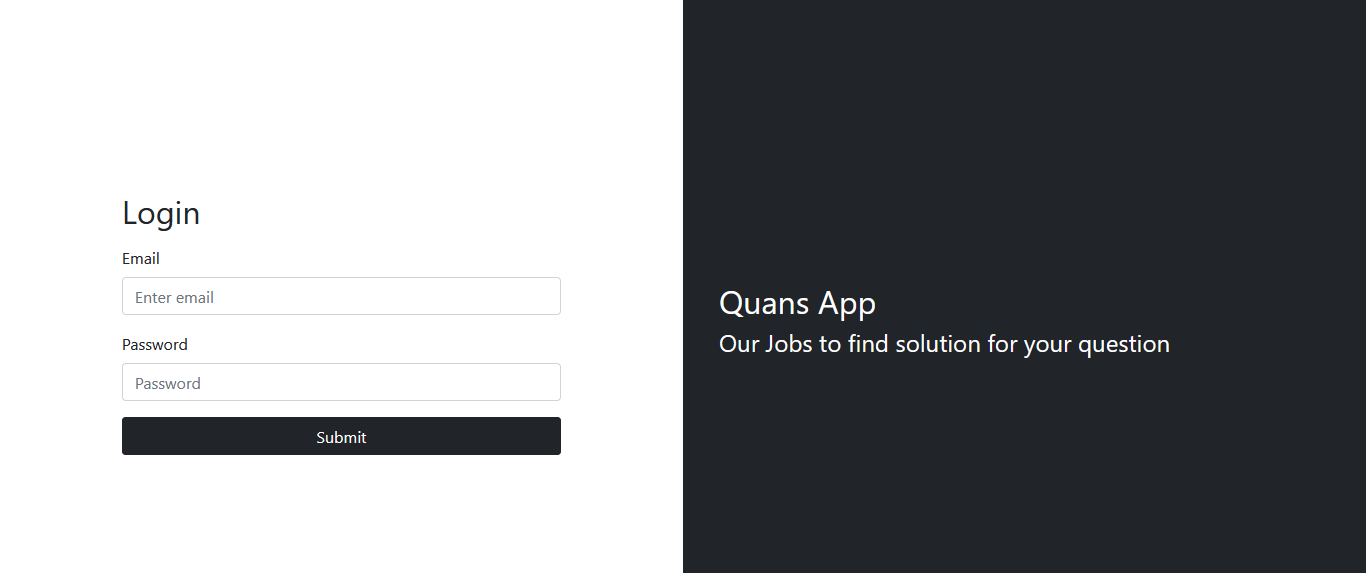 Login
Email
Enter email
Password
Password
Submit
Quans App
Our Jobs to find solution for your question